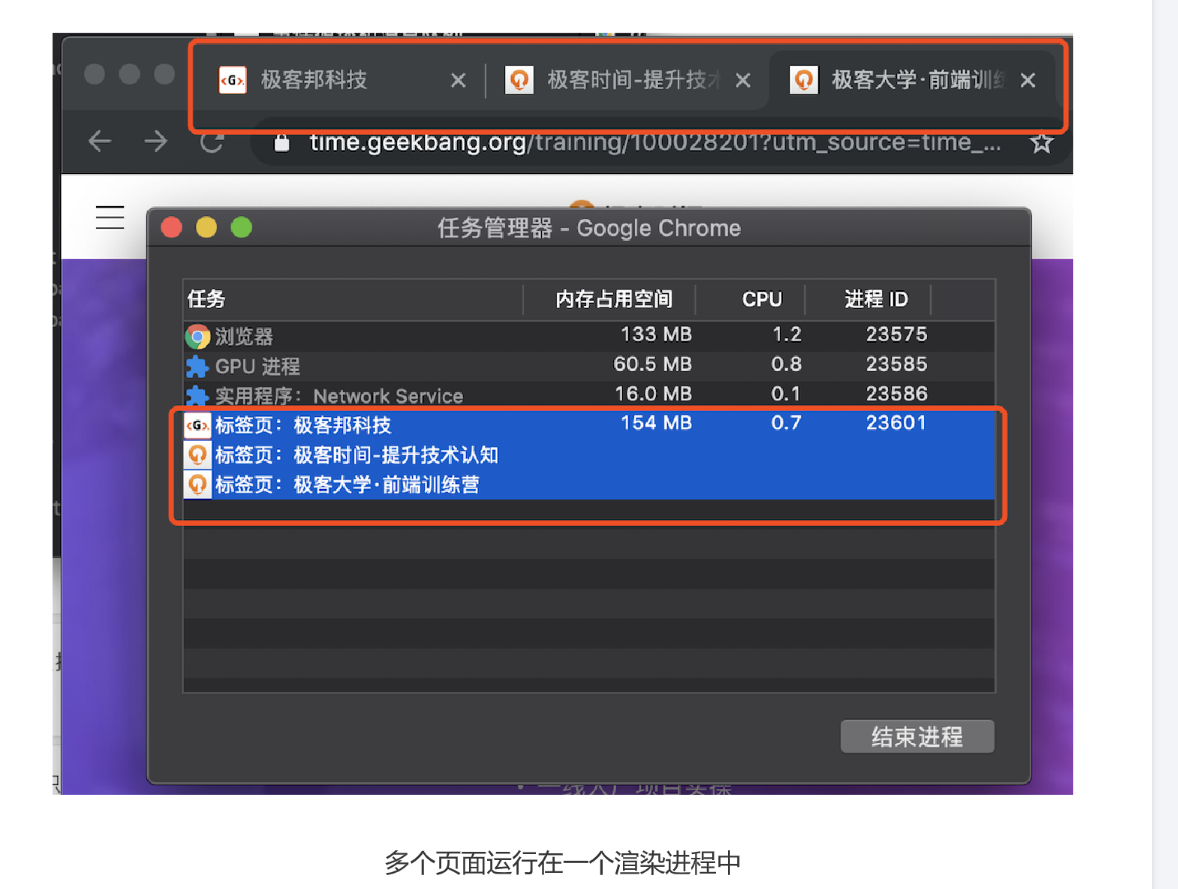 极客邦科技
极客时间-提升技
极客大学·前端训
time.geekbang.org/training/100028201?utm_source=time_...
任务管理器 - Google Chrome
任务 内存占用空间 CPU 进程 ID
浏览器 133 MB 1.2 23575
GPU 进程 60.5 MB 0.8 23585
实用程序：Network Service 16.0 MB 0.1 23586
<G> 标签页：极客邦科技 154 MB 0.7 23601
标签页：极客时间-提升技术认知
标签页：极客大学·前端训练营
结束进程
多个页面运行在一个渲染进程中